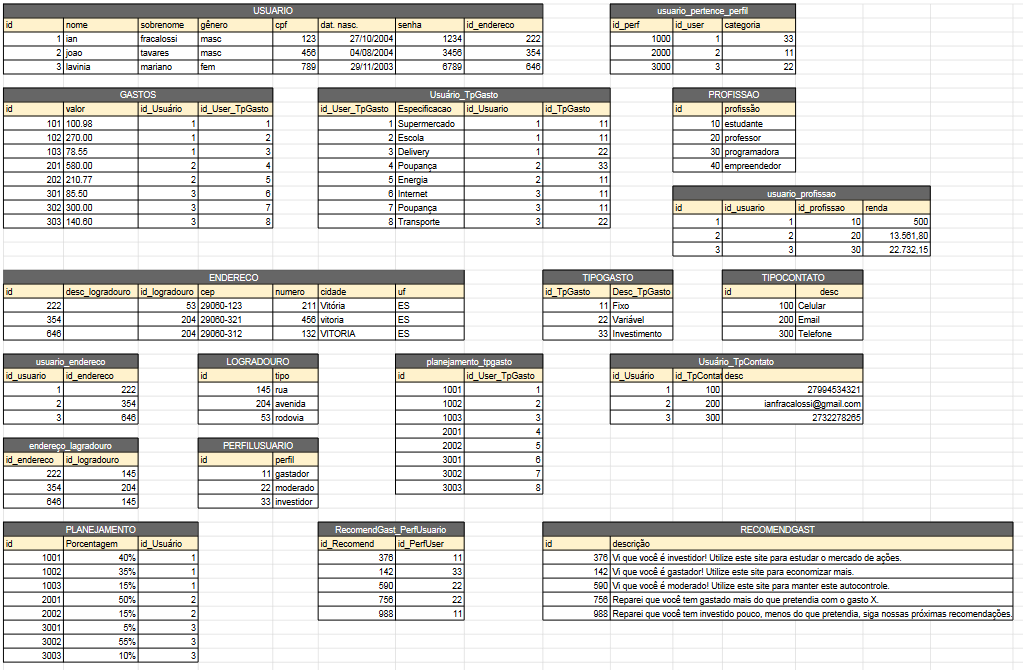 USUARIO
id nome sobrenome gênero cpf dat. nasc. senha id_endereco
1 ian fracalossi masc 123 27/10/2004 1234 222
2 joao tavares masc 456 04/08/2004 3456 354
3 lavinia mariano fem 789 29/11/2003 6789 646
usuario_pertence_perfil
id_perf id_user categoria
1000 1 33
2000 2 11
3000 3 22
GASTOS
id valor id_Usuário id_User_TpGasto
101 100.98 1 1
102 270.00 1 2
103 78.55 1 3
201 580.00 2 4
202 210.77 2 5
301 85.50 3 6
302 300.00 3 7
303 140.60 3 8
Usuário_TpGasto
id_User_TpGasto Especificacao id_Usuario id_TpGasto
1 Supermercado 1 11
2 Escola 1 11
3 Delivery 1 22
4 Poupança 2 33
5 Energia 2 11
6 Internet 3 11
7 Poupança 3 11
8 Transporte 3 22
PROFISSAO
id profissão
10 estudante
20 professor
30 programadora
40 empreendedor
usuario_profissao
id id_usuario id_profissao renda
1 1 10 500
2 2 20 13.561,80
3 3 30 22.732,15
ENDERECO
id desc_logradouro id_logradouro cep numero cidade uf
222 53 29060-123 211 Vitória ES
354 204 29060-321 456 vitoria ES
646 204 29060-312 132 VITORIA ES
TIPOGASTO
id_TpGasto Desc_TpGasto
11 Fixo
22 Variável
33 Investimento
TIPOCONTATO
id desc
100 Celular
200 Email
300 Telefone
usuario_endereco
id_usuario id_endereco
1 222
2 354
3 646
LOGRADOURO
id tipo
145 rua
204 avenida
53 rodovia
planejamento_tpgasto
id id_User_TpGasto
1001 1
1002 2
1003 3
2001 4
2002 5
3001 6
3002 7
3003 8
Usuário_TpContato
id_Usuário id_TpContat desc
1 100 27994534321
2 200 ianfracalossi@gmail.com
3 300 2732278265
endereço_lagradouro
id_endereco id_logradouro
222 145
354 204
646 145
PERFILUSUARIO
id perfil
11 gastador
22 moderado
33 investidor
PLANEJAMENTO
id Porcentagem id_Usuário
1001 40% 1
1002 35% 1
1003 15% 1
2001 50% 2
2002 15% 2
3001 5% 3
3002 55% 3
3003 10% 3
RecomendGast_PerfUsuario
id_Recomend id_PerfUser
376 11
142 33
590 22
756 22
988 11
RECOMENDGAST
id descrição
376 Vi que você é investidor! Utilize este site para estudar o mercado de ações.
142 Vi que você é gastador! Utilize este site para economizar mais.
590 Vi que você é moderado! Utilize este site para manter este autocontrole.
756 Reparei que você tem gastado mais do que pretendia com o gasto X.
988 Reparei que você tem investido pouco, menos do que pretendia, siga nossas próximas recomendações.